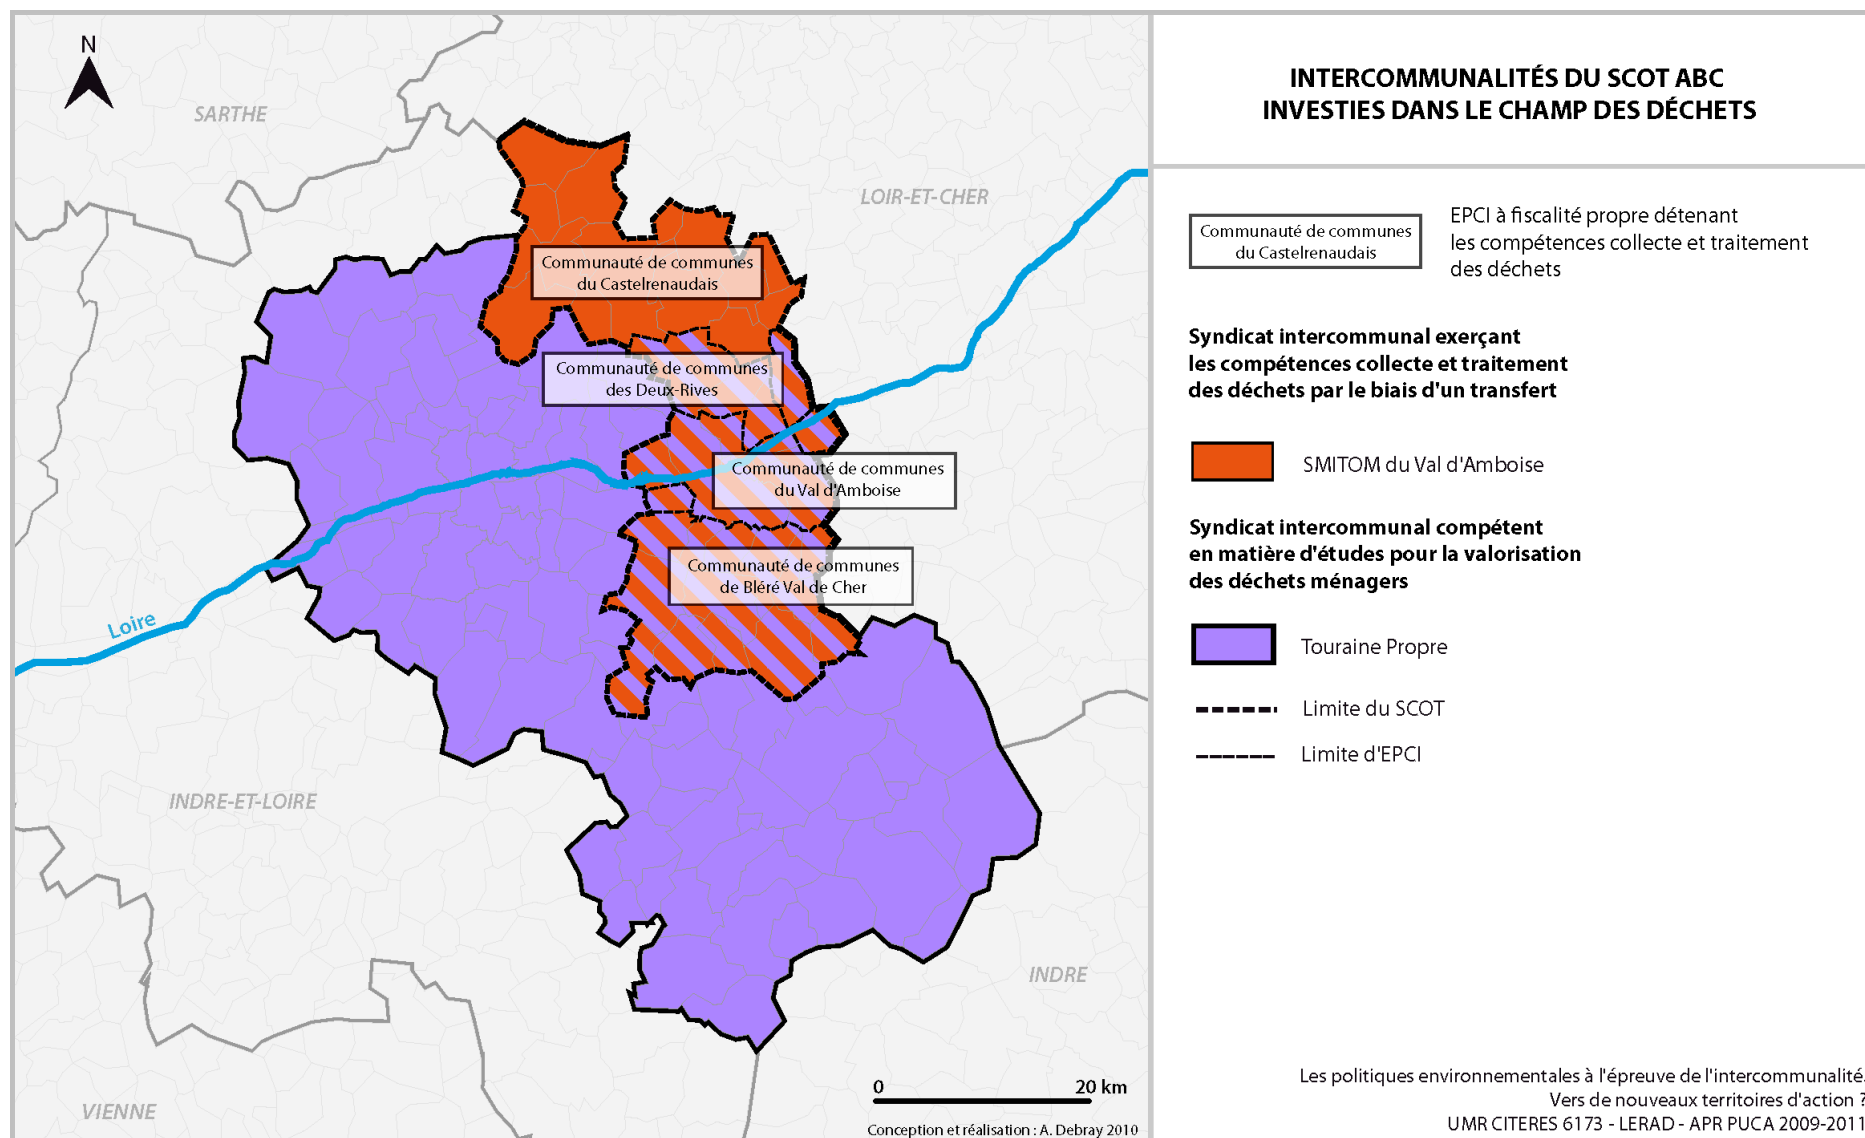 N
SARTHE
LOIR-ET-CHER
Communauté de communes
du Castelrenaudais
Communauté de communes
des Deux-Rives
Communauté de communes
du Val d'Amboise
Communauté de communes
de Bléré Val de Cher
Loire
INDRE-ET-LOIRE
INDRE
VIENNE
0 20 km
Conception et réalisation : A. Debray 2010
INTERCOMMUNALITÉS DU SCOT ABC
INVESTIES DANS LE CHAMP DES DÉCHETS
Communauté de communes
du Castelrenaudais
EPCI à fiscalité propre détenant
les compétences collecte et traitement
des déchets
Syndicat intercommunal exerçant
les compétences collecte et traitement
des déchets par le biais d'un transfert
SMITOM du Val d'Amboise
Syndicat intercommunal compétent
en matière d'études pour la valorisation
des déchets ménagers
Touraine Propre
Limite du SCOT
Limite d'EPCI
Les politiques environnementales à l'épreuve de l'intercommunalité.
Vers de nouveaux territoires d'action ?
UMR CITERES 6173 - LERAD - APR PUCA 2009-2011